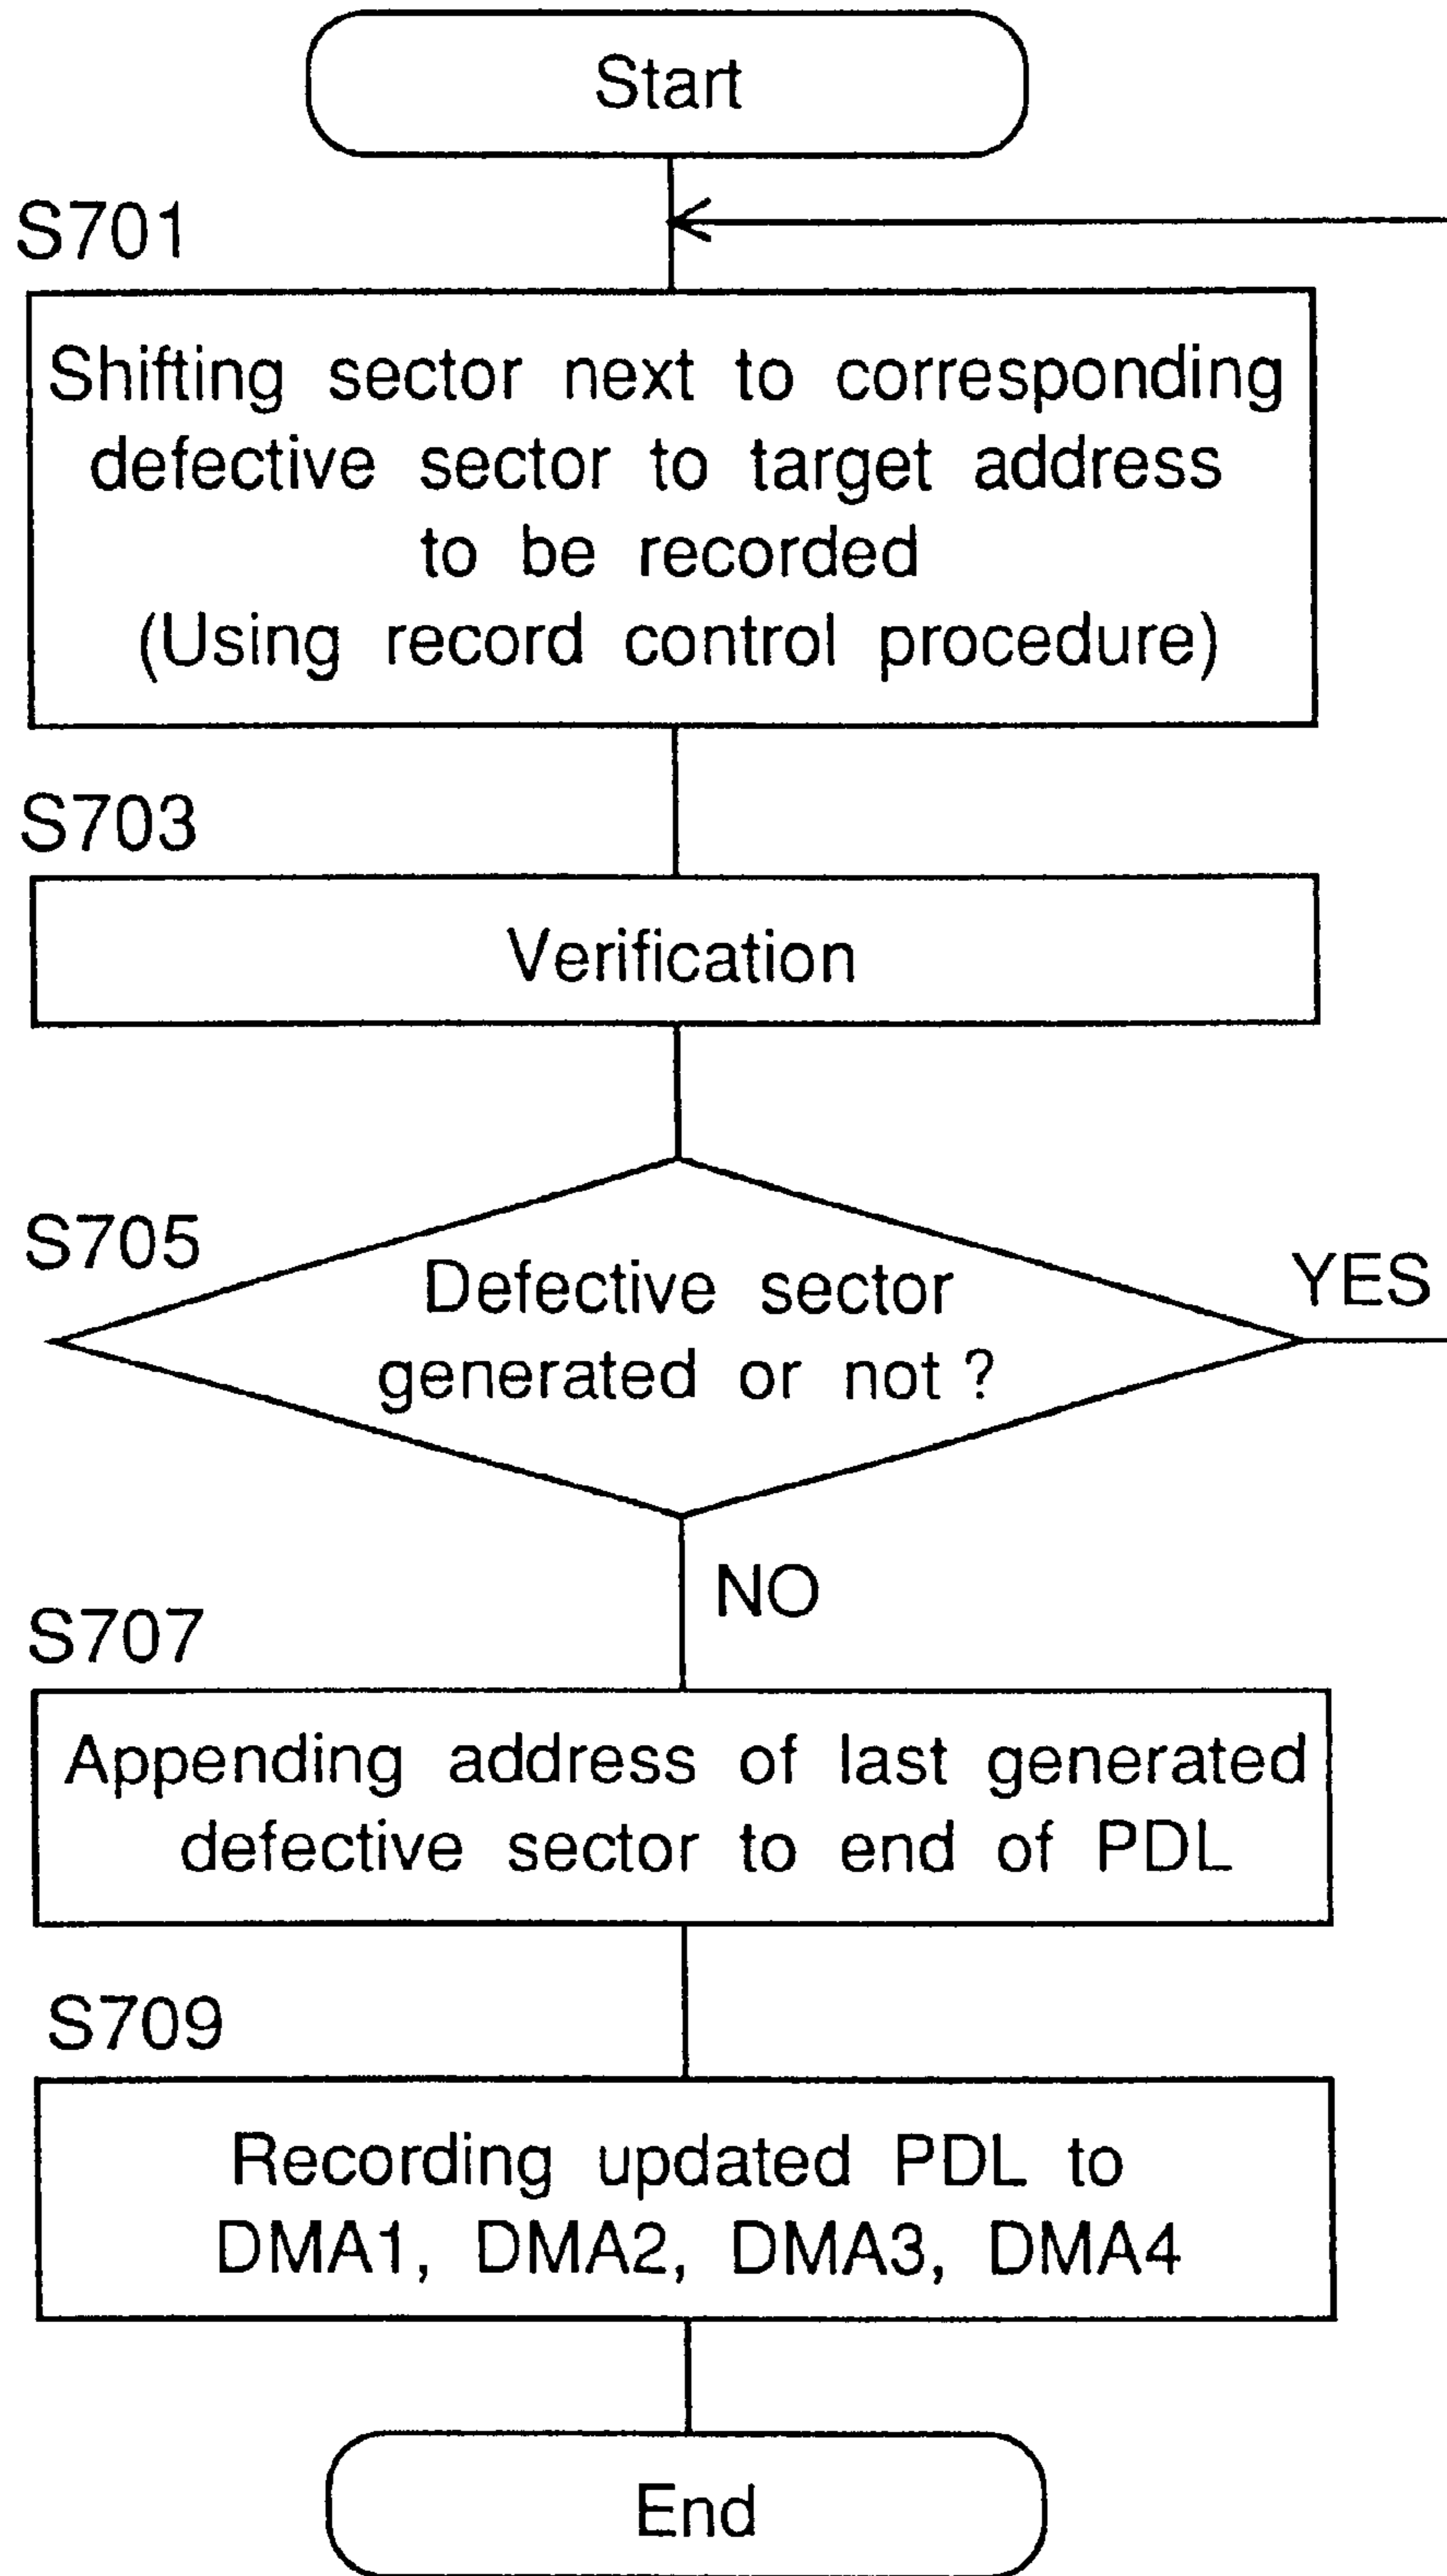 Start
S701
Shifting sector next to corresponding
defective sector to target address
to be recorded
(Using record control procedure)
S703
Verification
S705
Defective sector
generated or not ?
YES
NO
S707
Appending address of last generated
defective sector to end of PDL
S709
Recording updated PDL to
DMA1, DMA2, DMA3, DMA4
End